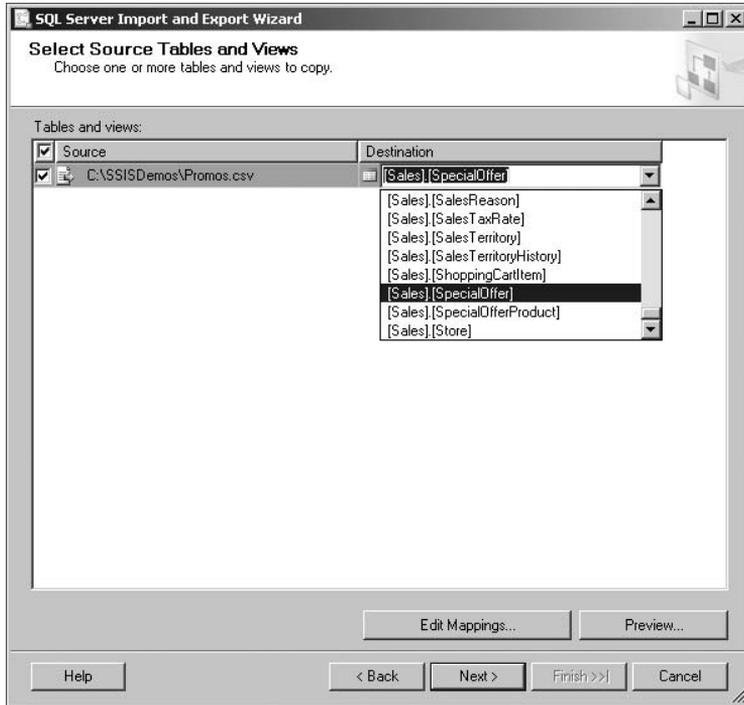 SQL Server Import and Export Wizard
Select Source Tables and Views
Choose one or more tables and views to copy.
Tables and views:
Source Destination
C:\SSISDemos\Promos.csv [Sales].[SpecialOffer]
[Sales].[SalesReason]
[Sales].[SalesTaxRate]
[Sales].[SalesTerritory]
[Sales].[SalesTerritoryHistory]
[Sales].[ShoppingCartItem]
[Sales].[SpecialOffer]
[Sales].[SpecialOfferProduct]
[Sales].[Store]
Edit Mappings... Preview...
Help < Back Next > Finish >>| Cancel